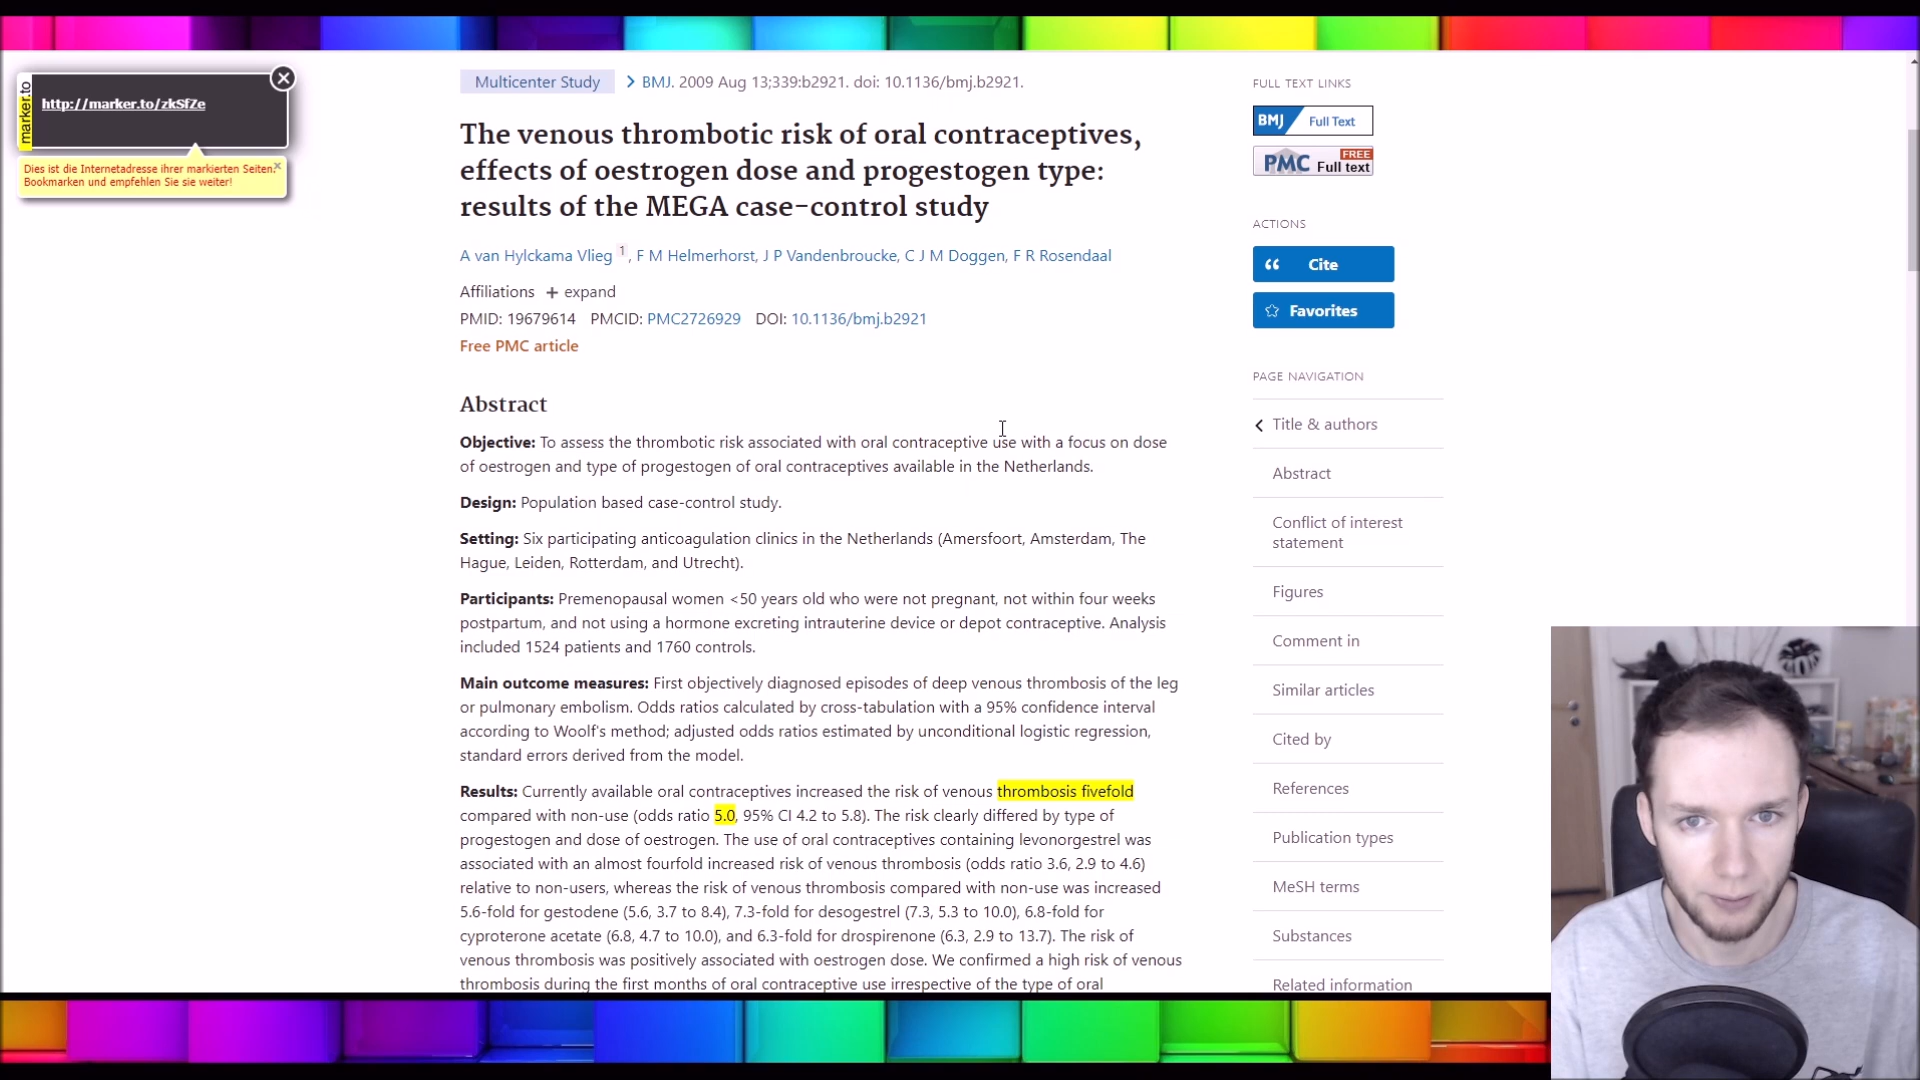 marker.to
http://marker.to/zkSfZe
Dies ist die Internetadresse ihrer markierten Seiten.
Bookmarken und empfehlen Sie sie weiter!
Multicenter Study > BMJ. 2009 Aug 13;339:b2921. doi: 10.1136/bmj.b2921.
The venous thrombotic risk of oral contraceptives,
effects of oestrogen dose and progestogen type:
results of the MEGA case-control study
A van Hylckama Vlieg 1, F M Helmerhorst, J P Vandenbroucke, C J M Doggen, F R Rosendaal
Affiliations + expand
PMID: 19679614 PMCID: PMC2726929 DOI: 10.1136/bmj.b2921
Free PMC article
Abstract
Objective: To assess the thrombotic risk associated with oral contraceptive use with a focus on dose
of oestrogen and type of progestogen of oral contraceptives available in the Netherlands.
Design: Population based case-control study.
Setting: Six participating anticoagulation clinics in the Netherlands (Amersfoort, Amsterdam, The
Hague, Leiden, Rotterdam, and Utrecht).
Participants: Premenopausal women <50 years old who were not pregnant, not within four weeks
postpartum, and not using a hormone excreting intrauterine device or depot contraceptive. Analysis
included 1524 patients and 1760 controls.
Main outcome measures: First objectively diagnosed episodes of deep venous thrombosis of the leg
or pulmonary embolism. Odds ratios calculated by cross-tabulation with a 95% confidence interval
according to Woolf's method; adjusted odds ratios estimated by unconditional logistic regression,
standard errors derived from the model.
Results: Currently available oral contraceptives increased the risk of venous thrombosis fivefold
compared with non-use (odds ratio 5.0, 95% CI 4.2 to 5.8). The risk clearly differed by type of
progestogen and dose of oestrogen. The use of oral contraceptives containing levonorgestrel was
associated with an almost fourfold increased risk of venous thrombosis (odds ratio 3.6, 2.9 to 4.6)
relative to non-users, whereas the risk of venous thrombosis compared with non-use was increased
5.6-fold for gestodene (5.6, 3.7 to 8.4), 7.3-fold for desogestrel (7.3, 5.3 to 10.0), 6.8-fold for
cyproterone acetate (6.8, 4.7 to 10.0), and 6.3-fold for drospirenone (6.3, 2.9 to 13.7). The risk of
venous thrombosis was positively associated with oestrogen dose. We confirmed a high risk of venous
thrombosis during the first months of oral contraceptive use irrespective of the type of oral
FULL TEXT LINKS
BMJ Full Text
PMC FREE Full text
ACTIONS
Cite
Favorites
PAGE NAVIGATION
Title & authors
Abstract
Conflict of interest
statement
Figures
Comment in
Similar articles
Cited by
References
Publication types
MeSH terms
Substances
Related information